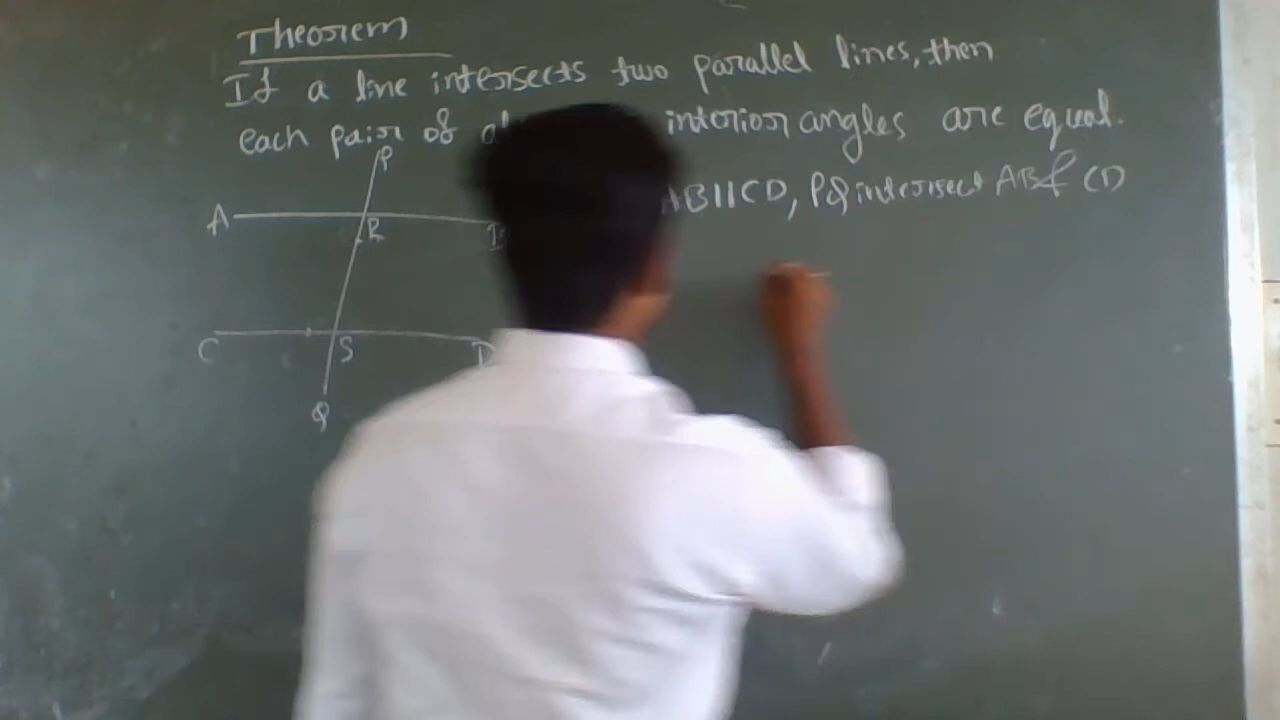 Theorem
If a line intersects two parallel lines, then
each pair of interior angles are equal.
P
AB||CD, PQ intersect AB & CD
A
R
C
S
Q